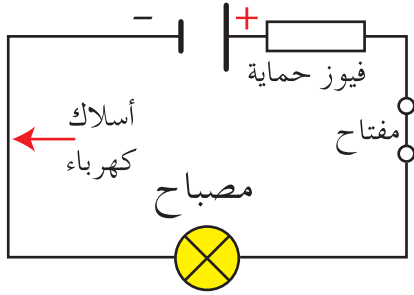 − +
فيوز حماية
مفتاح
أسلاك
كهرباء
مصباح